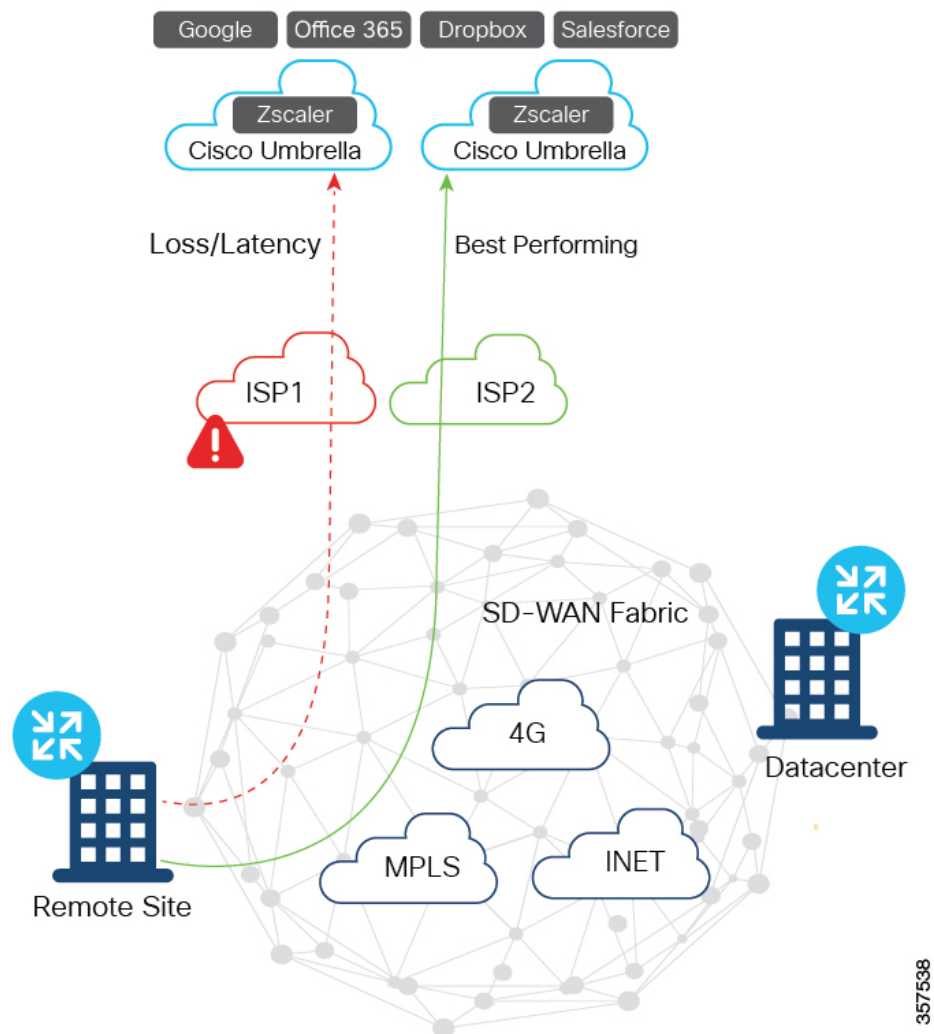 Google
Office 365
Dropbox
Salesforce
Zscaler
Cisco Umbrella
Zscaler
Cisco Umbrella
Loss/Latency
Best Performing
ISP1
ISP2
!
SD-WAN Fabric
4G
Datacenter
MPLS
INET
Remote Site
357538